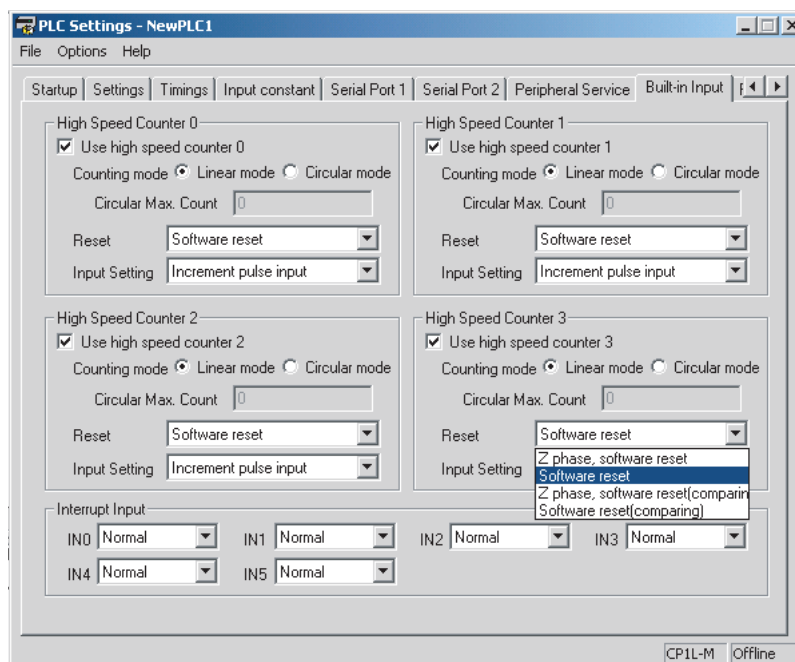 PLC Settings - NewPLC1
File Options Help
Startup Settings Timings Input constant Serial Port 1 Serial Port 2 Peripheral Service Built-in Input
High Speed Counter 0
Use high speed counter 0
Counting mode Linear mode Circular mode
Circular Max. Count 0
Reset Software reset
Input Setting Increment pulse input
High Speed Counter 1
Use high speed counter 1
Counting mode Linear mode Circular mode
Circular Max. Count 0
Reset Software reset
Input Setting Increment pulse input
High Speed Counter 2
Use high speed counter 2
Counting mode Linear mode Circular mode
Circular Max. Count 0
Reset Software reset
Input Setting Increment pulse input
High Speed Counter 3
Use high speed counter 3
Counting mode Linear mode Circular mode
Circular Max. Count 0
Reset Software reset
Input Setting
Z phase, software reset
Software reset
Z phase, software reset(comparin
Software reset(comparing)
Interrupt Input
IN0 Normal IN1 Normal IN2 Normal IN3 Normal
IN4 Normal IN5 Normal
CP1L-M Offline